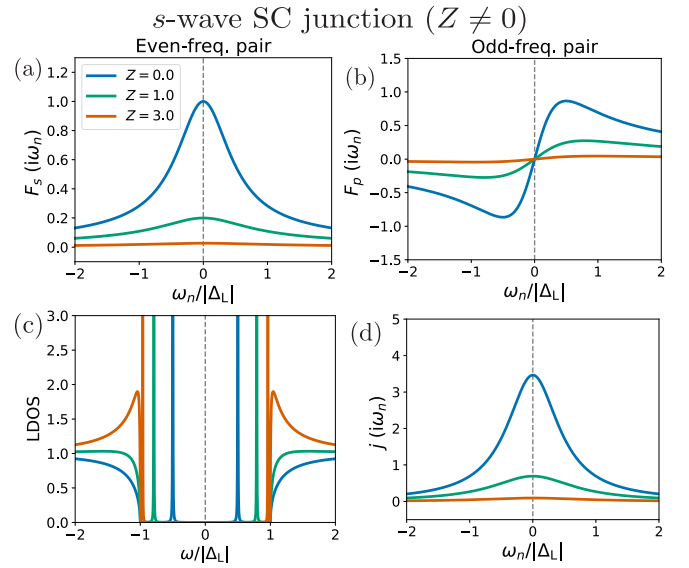 s-wave SC junction (Z ≠ 0)
Even-freq. pair
Odd-freq. pair
(a)
Z = 0.0
Z = 1.0
Z = 3.0
F_s (iω_n)
1.0
0.8
0.6
0.4
0.2
0.0
−2 −1 0 1 2
ω_n/|Δ_L|
(b)
F_p (iω_n)
1.5
1.0
0.5
0.0
−0.5
−1.0
−1.5
−2 −1 0 1 2
ω_n/|Δ_L|
(c)
LDOS
3.0
2.5
2.0
1.5
1.0
0.5
0.0
−2 −1 0 1 2
ω/|Δ_L|
(d)
j (iω_n)
5
4
3
2
1
0
−2 −1 0 1 2
ω_n/|Δ_L|